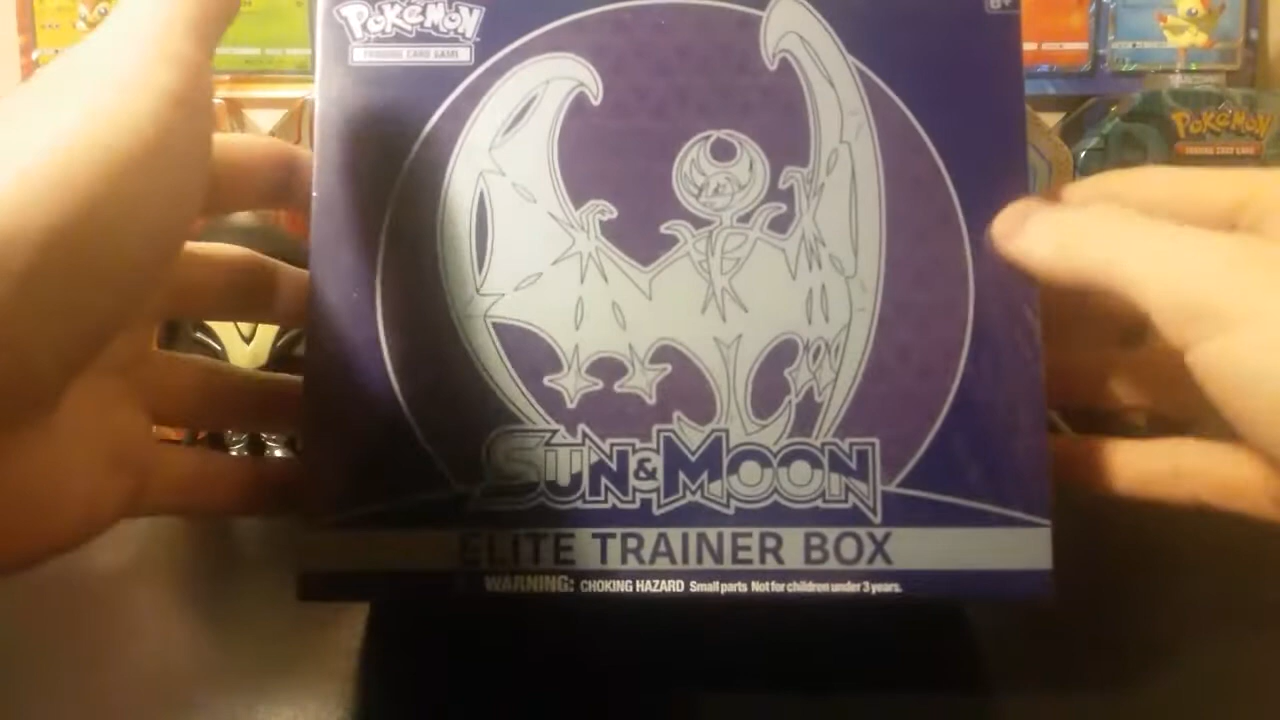 Pokémon
TRADING CARD GAME
6+
Pokémon
TRADING CARD GAME
SUN & MOON
ELITE TRAINER BOX
WARNING: CHOKING HAZARD Small parts Not for children under 3 years.